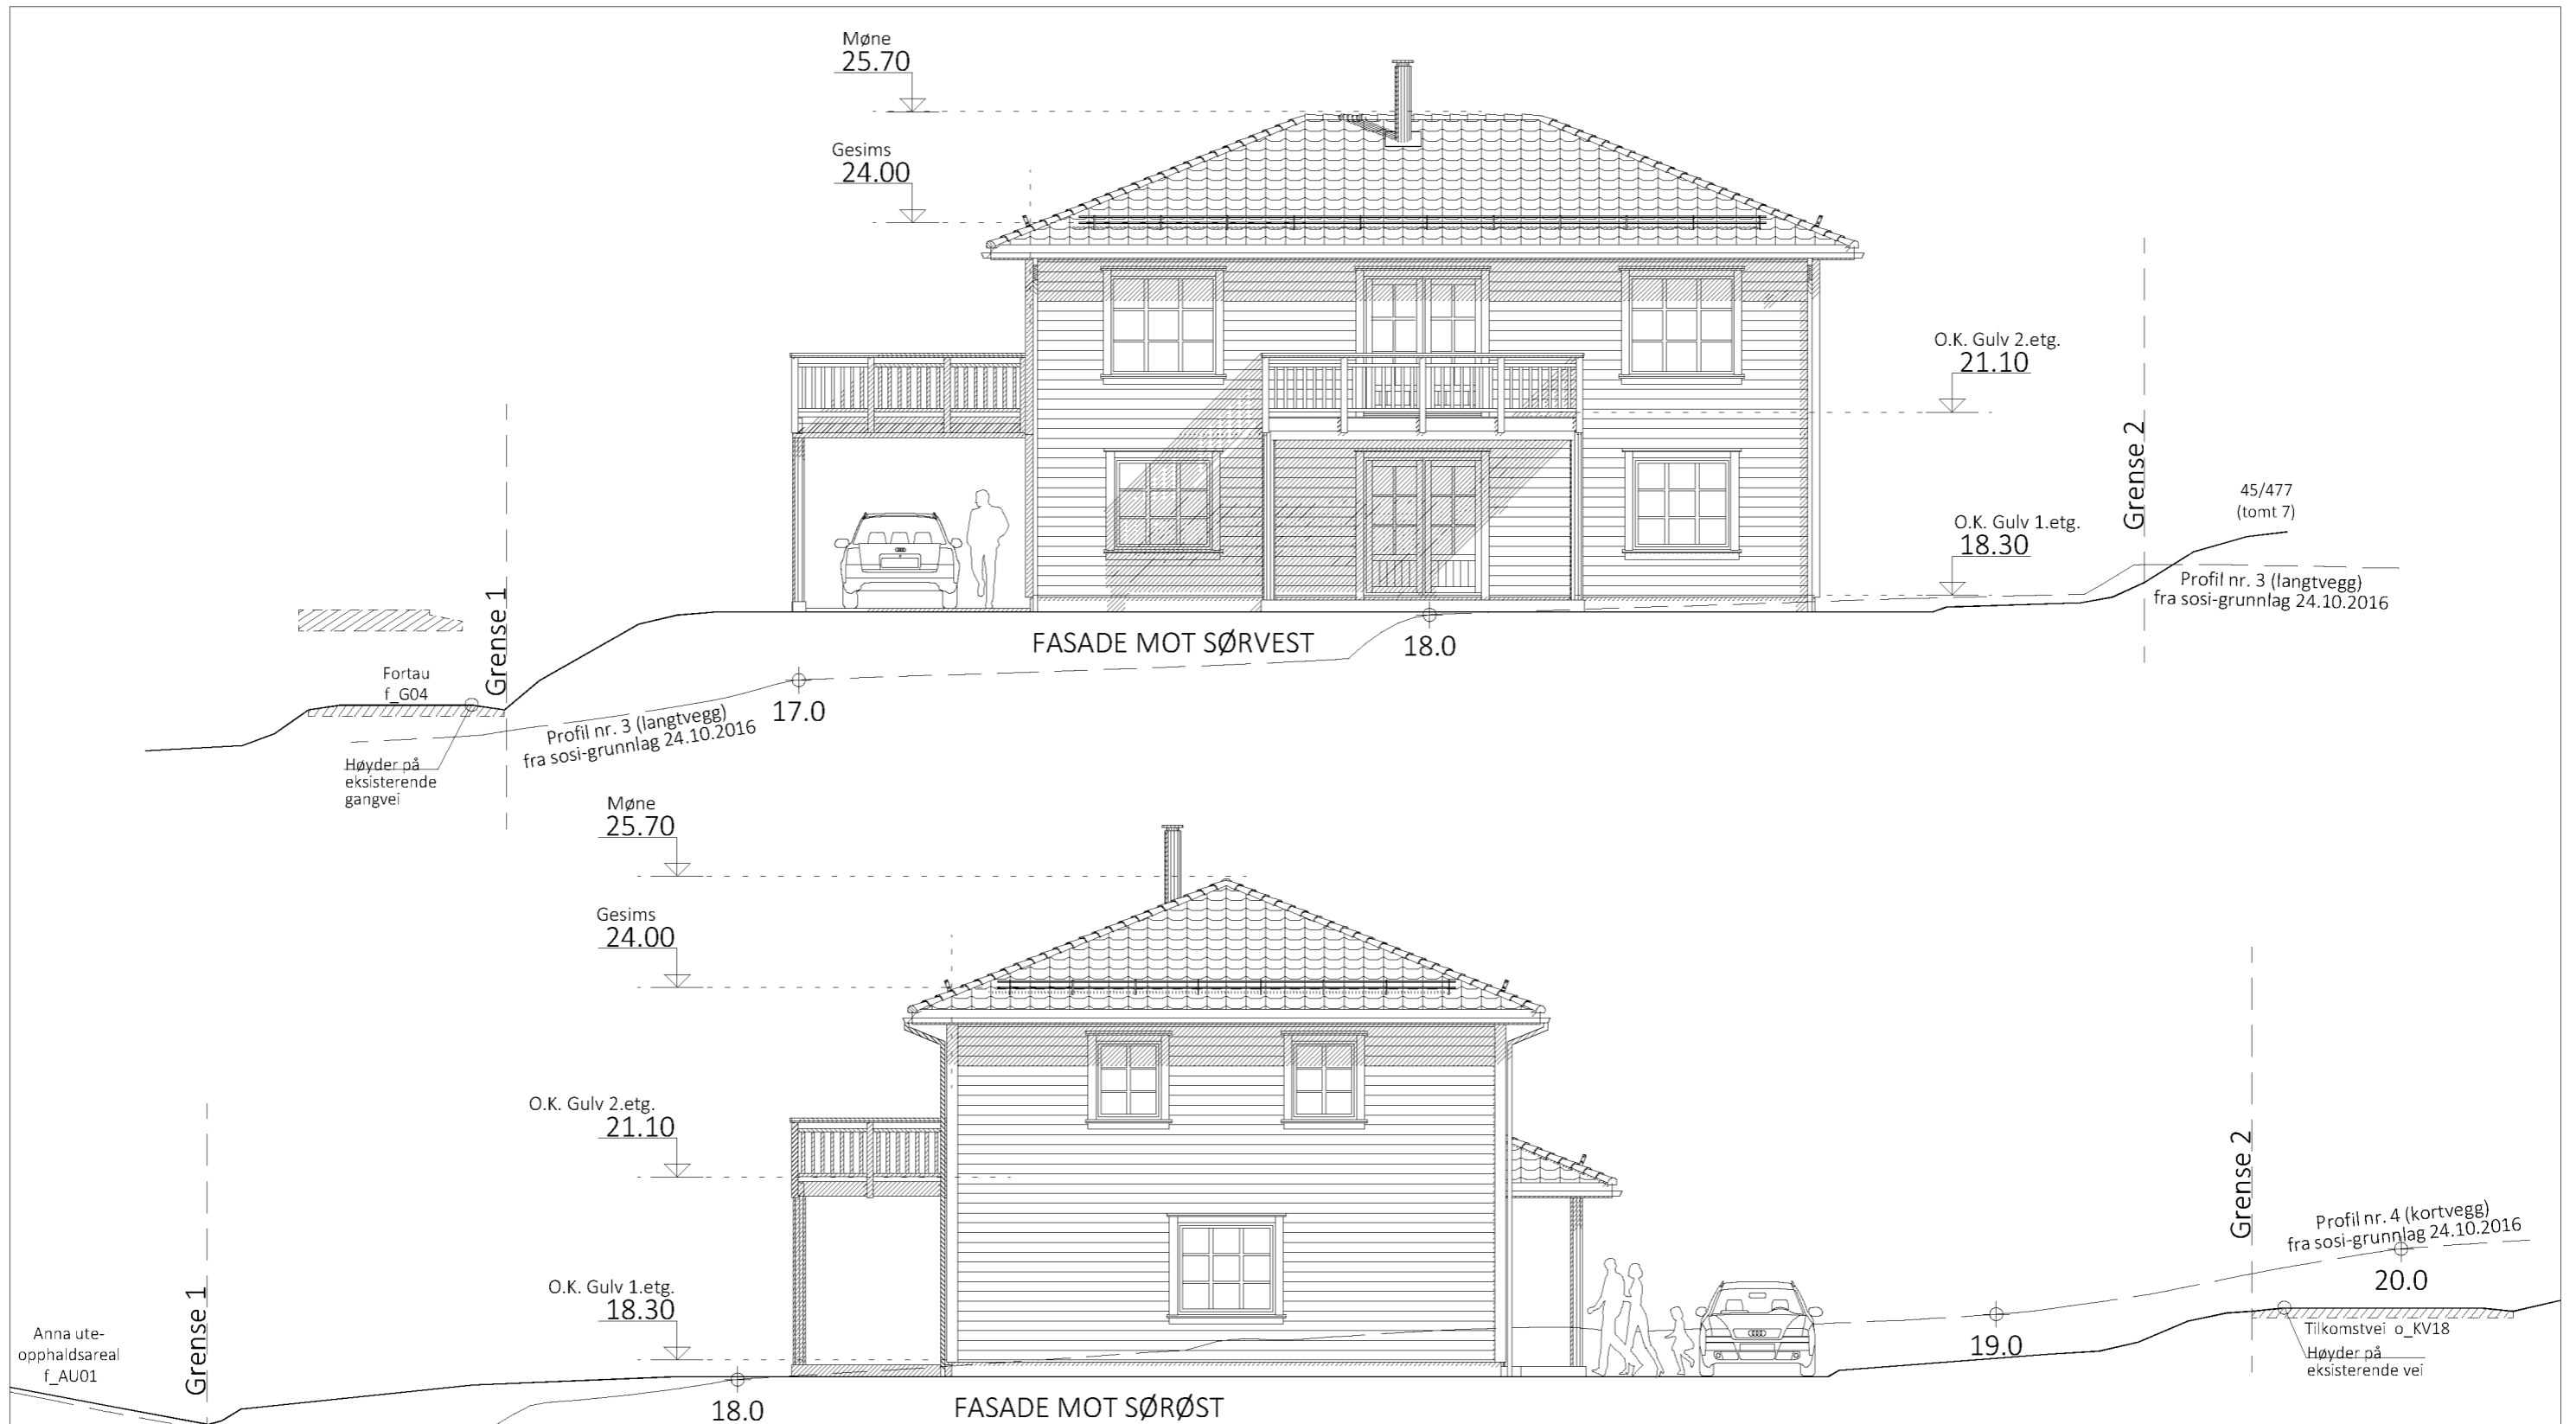 Møne
25.70
Gesims
24.00
O.K. Gulv 2.etg.
21.10
Grense 2
45/477
(tomt 7)
O.K. Gulv 1.etg.
18.30
Profil nr. 3 (langtvegg)
fra sosi-grunnlag 24.10.2016
Grense 1
FASADE MOT SØRVEST
18.0
Fortau
f_G04
17.0
Profil nr. 3 (langtvegg)
fra sosi-grunnlag 24.10.2016
Høyder på
eksisterende
gangvei
Møne
25.70
Gesims
24.00
O.K. Gulv 2.etg.
21.10
Grense 2
Profil nr. 4 (kortvegg)
fra sosi-grunnlag 24.10.2016
20.0
O.K. Gulv 1.etg.
18.30
Grense 1
Anna ute-
opphaldsareal
f_AU01
19.0
Tilkomstvei o_KV18
Høyder på
eksisterende vei
18.0
FASADE MOT SØRØST